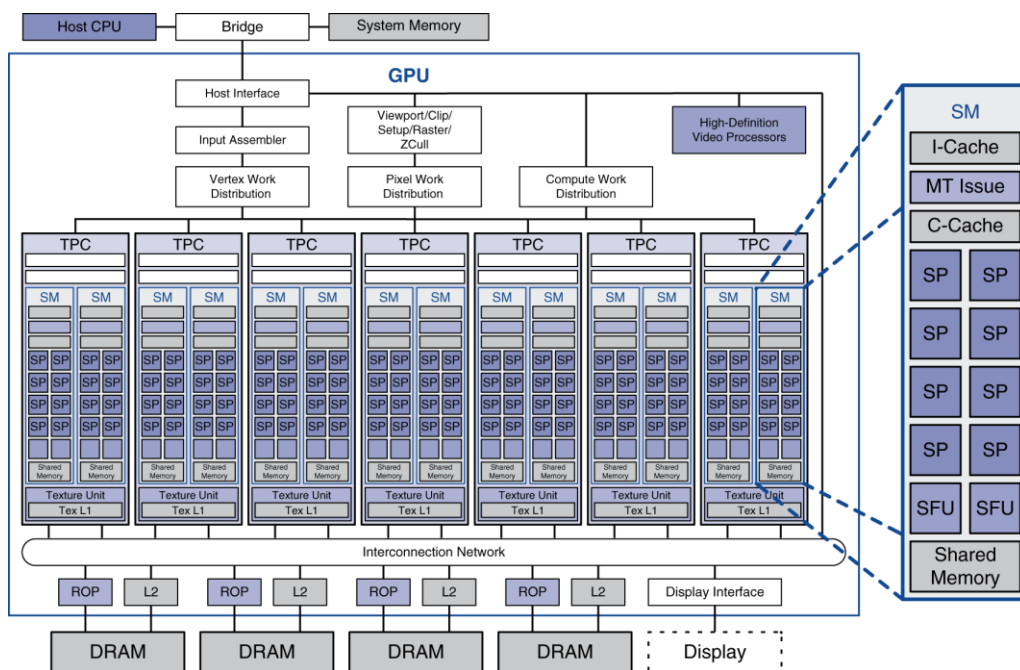 Host CPU
Bridge
System Memory
GPU
Host Interface
Input Assembler
Viewport/Clip/
Setup/Raster/
ZCull
High-Definition
Video Processors
Vertex Work
Distribution
Pixel Work
Distribution
Compute Work
Distribution
TPC TPC TPC TPC TPC TPC TPC
SM SM SM SM SM SM SM SM SM SM SM SM SM SM
SP SP SP SP SP SP SP SP SP SP SP SP SP SP SP SP SP SP SP SP SP SP SP SP SP SP SP SP
SP SP SP SP SP SP SP SP SP SP SP SP SP SP SP SP SP SP SP SP SP SP SP SP SP SP SP SP
SP SP SP SP SP SP SP SP SP SP SP SP SP SP SP SP SP SP SP SP SP SP SP SP SP SP SP SP
SP SP SP SP SP SP SP SP SP SP SP SP SP SP SP SP SP SP SP SP SP SP SP SP SP SP SP SP
Shared Shared Shared Shared Shared Shared Shared Shared Shared Shared Shared Shared Shared Shared
Memory Memory Memory Memory Memory Memory Memory Memory Memory Memory Memory Memory Memory Memory
Texture Unit Texture Unit Texture Unit Texture Unit Texture Unit Texture Unit Texture Unit
Tex L1 Tex L1 Tex L1 Tex L1 Tex L1 Tex L1 Tex L1
Interconnection Network
ROP L2 ROP L2 ROP L2 ROP L2 Display Interface
DRAM DRAM DRAM DRAM Display
SM
I-Cache
MT Issue
C-Cache
SP SP
SP SP
SP SP
SP SP
SFU SFU
Shared
Memory